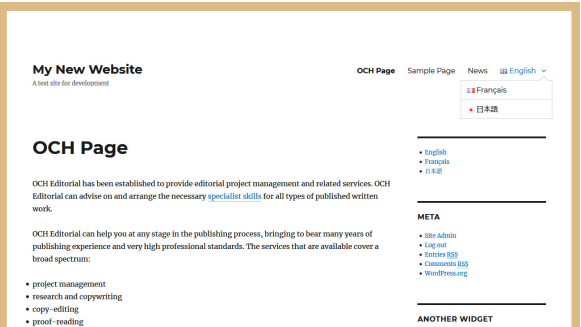 My New Website
A test site for development
OCH Page Sample Page News English
Français
日本語
OCH Page
OCH Editorial has been established to provide editorial project management and related services. OCH
Editorial can advise on and arrange the necessary specialist skills for all types of published written
work.
OCH Editorial can help you at any stage in the publishing process, bringing to bear many years of
publishing experience and very high professional standards. The services that are available cover a
broad spectrum:
• project management
• research and copywriting
• copy-editing
• proof-reading
• English
• Français
• 日本語
META
• Site Admin
• Log out
• Entries RSS
• Comments RSS
• WordPress.org
ANOTHER WIDGET